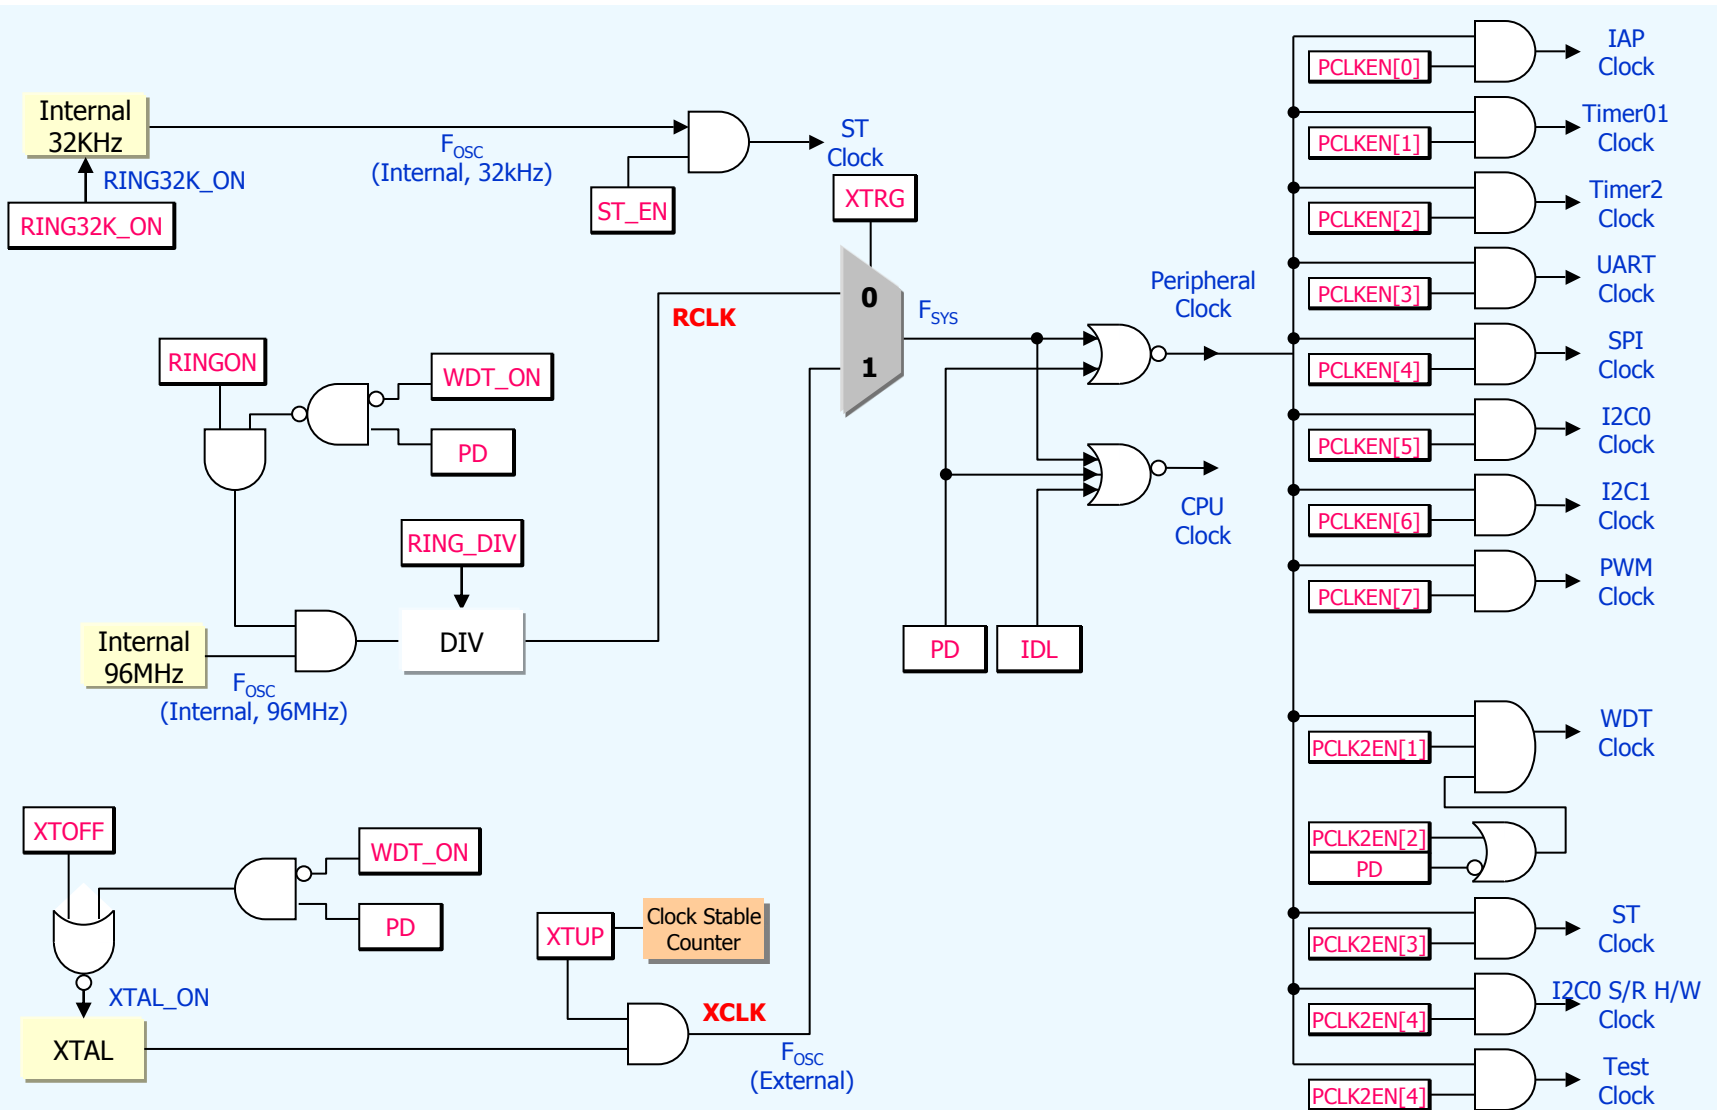 Internal
32KHz
RING32K_ON
RING32K_ON
F_OSC
(Internal, 32kHz)
ST_EN
ST
Clock
XTRG
0
1
RCLK
F_SYS
RINGON
WDT_ON
PD
RING_DIV
DIV
Internal
96MHz
F_OSC
(Internal, 96MHz)
XTOFF
WDT_ON
PD
XTAL_ON
XTAL
XTUP
Clock Stable
Counter
XCLK
F_OSC
(External)
Peripheral
Clock
CPU
Clock
PD
IDL
PCLKEN[0]
IAP
Clock
PCLKEN[1]
Timer01
Clock
PCLKEN[2]
Timer2
Clock
PCLKEN[3]
UART
Clock
PCLKEN[4]
SPI
Clock
PCLKEN[5]
I2C0
Clock
PCLKEN[6]
I2C1
Clock
PCLKEN[7]
PWM
Clock
PCLK2EN[1]
WDT
Clock
PCLK2EN[2]
PD
PCLK2EN[3]
ST
Clock
PCLK2EN[4]
I2C0 S/R H/W
Clock
PCLK2EN[4]
Test
Clock